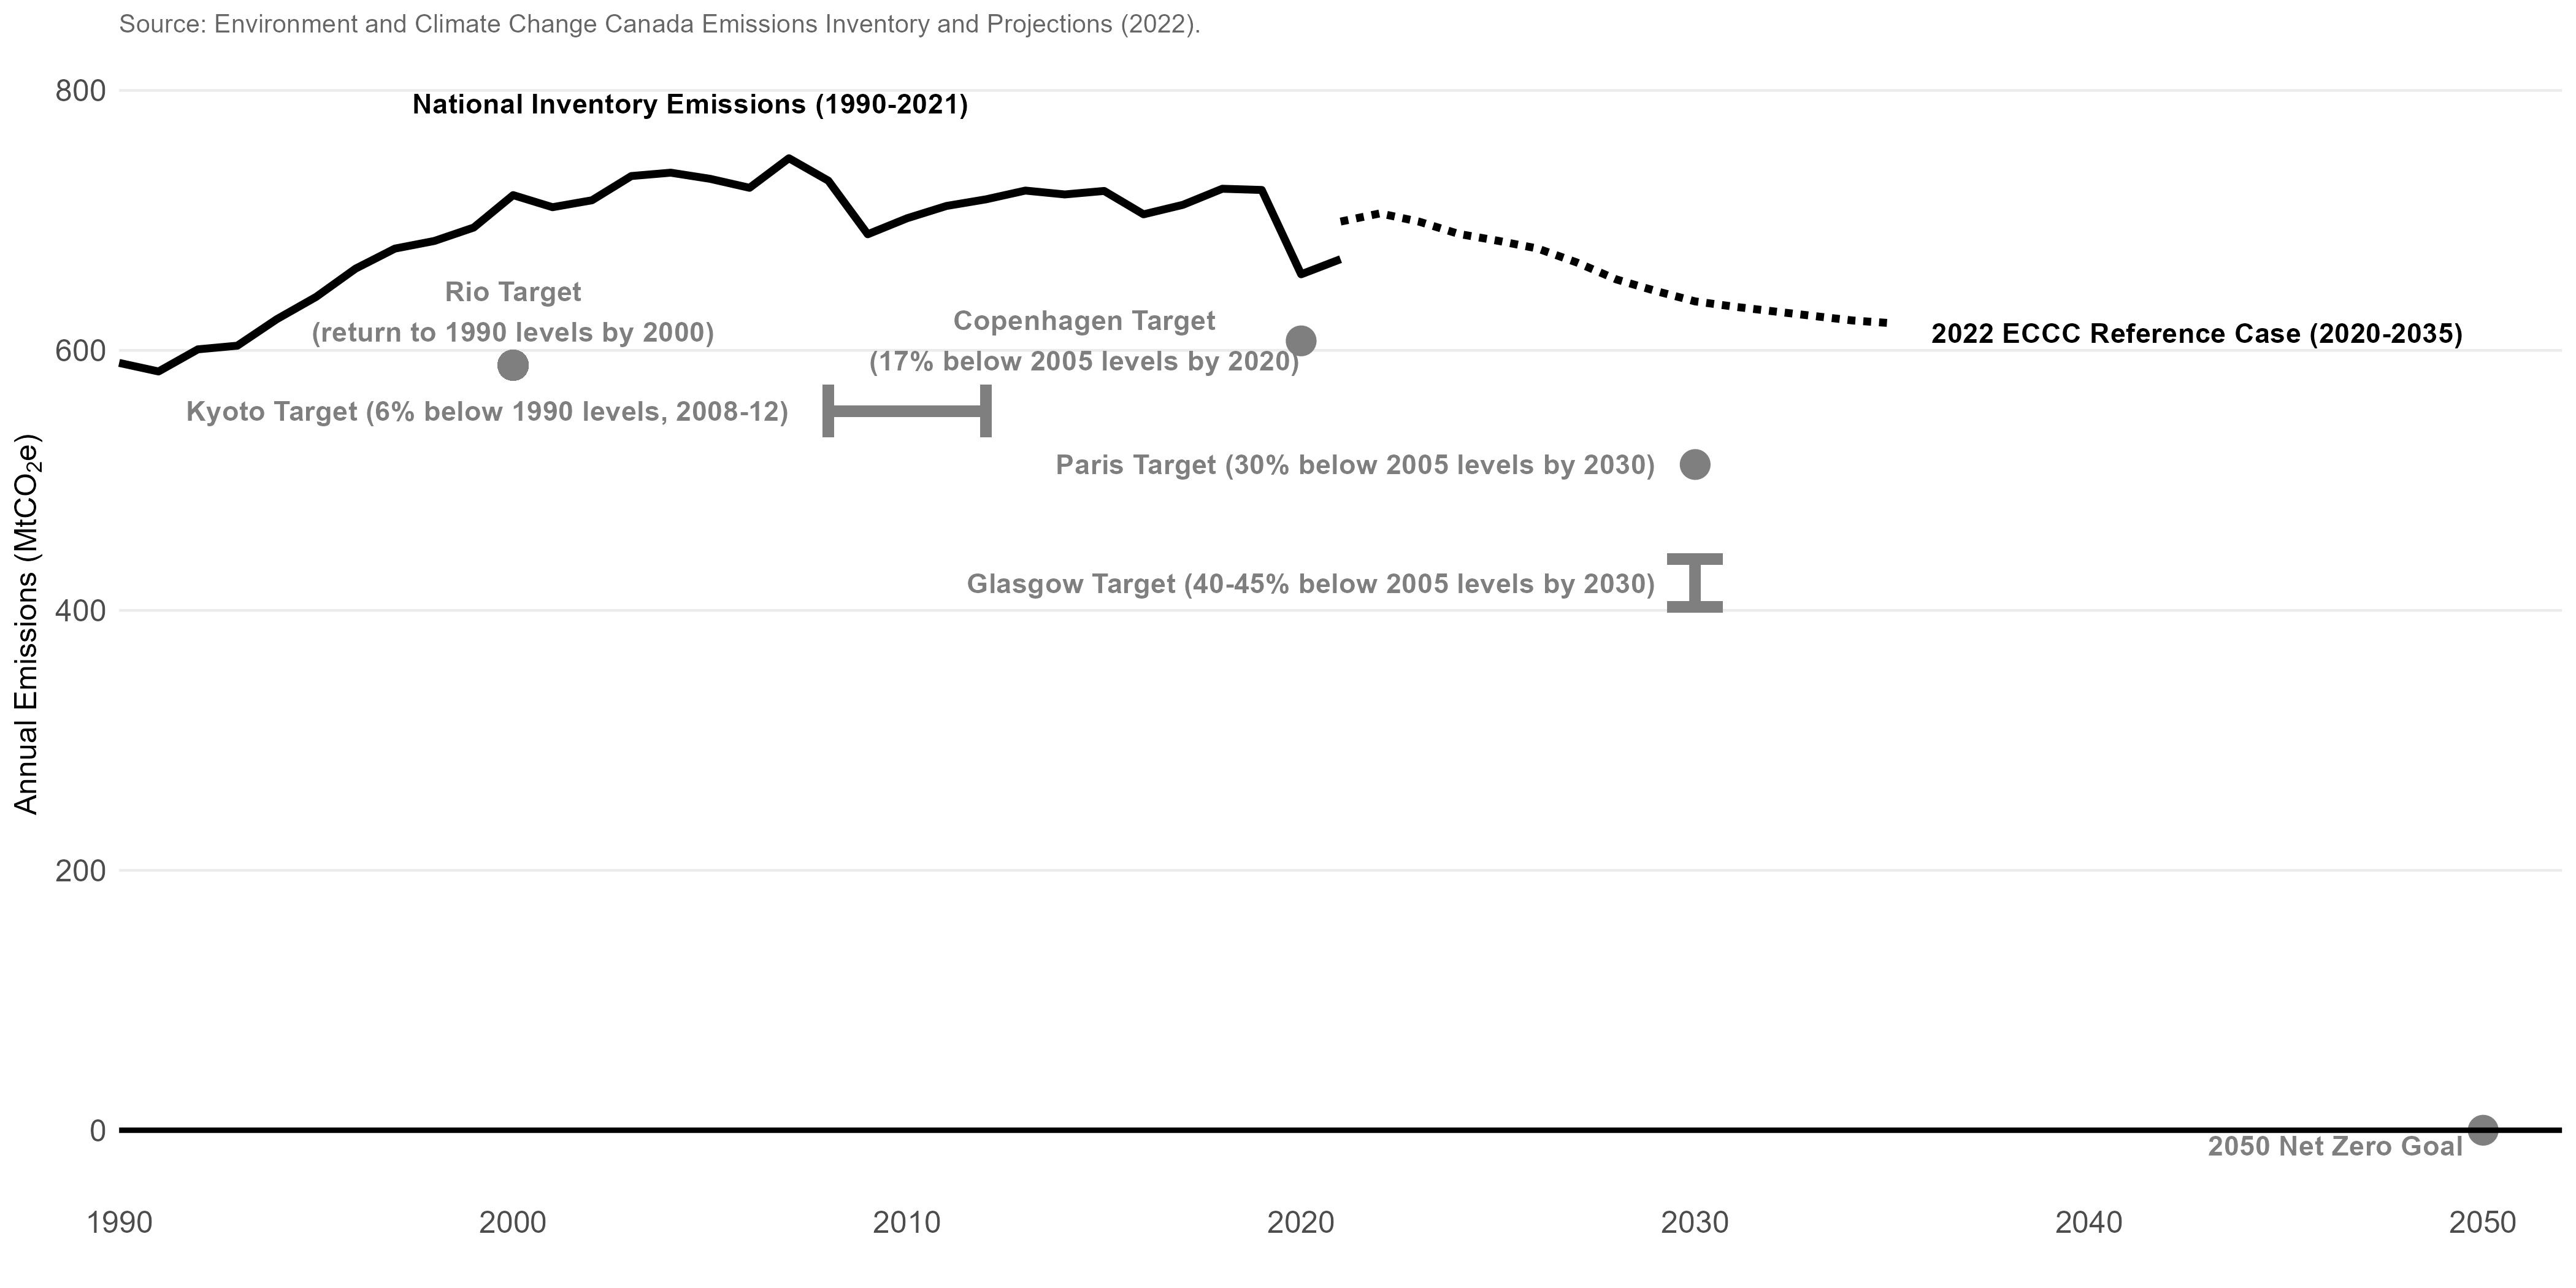 Source: Environment and Climate Change Canada Emissions Inventory and Projections (2022).
800
National Inventory Emissions (1990-2021)
Rio Target
(return to 1990 levels by 2000)
Copenhagen Target
(17% below 2005 levels by 2020)
2022 ECCC Reference Case (2020-2035)
600
Kyoto Target (6% below 1990 levels, 2008-12)
Paris Target (30% below 2005 levels by 2030)
Glasgow Target (40-45% below 2005 levels by 2030)
400
Annual Emissions (MtCO₂e)
200
0
2050 Net Zero Goal
1990 2000 2010 2020 2030 2040 2050